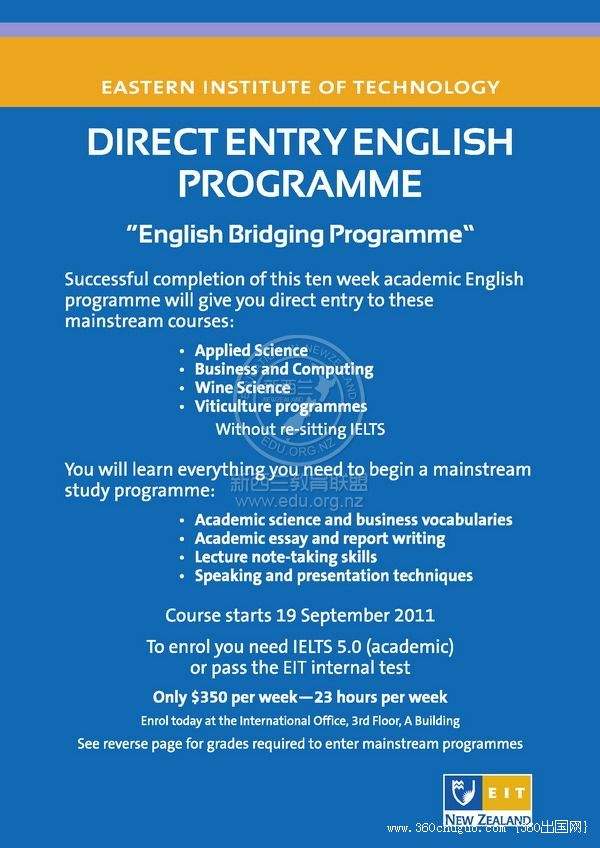 EASTERN INSTITUTE OF TECHNOLOGY
DIRECT ENTRY ENGLISH
PROGRAMME
"English Bridging Programme"
Successful completion of this ten week academic English
programme will give you direct entry to these
mainstream courses:
• Applied Science
• Business and Computing
• Wine Science
• Viticulture programmes
Without re-sitting IELTS
You will learn everything you need to begin a mainstream
study programme:
新西兰教育联盟
www.edu.org.nz
• Academic science and business vocabularies
• Academic essay and report writing
• Lecture note-taking skills
• Speaking and presentation techniques
Course starts 19 September 2011
To enrol you need IELTS 5.0 (academic)
or pass the EIT internal test
Only $350 per week—23 hours per week
Enrol today at the International Office, 3rd Floor, A Building
See reverse page for grades required to enter mainstream programmes
EIT
NEW ZEALAND
www.360chuguo.com {360出国网}